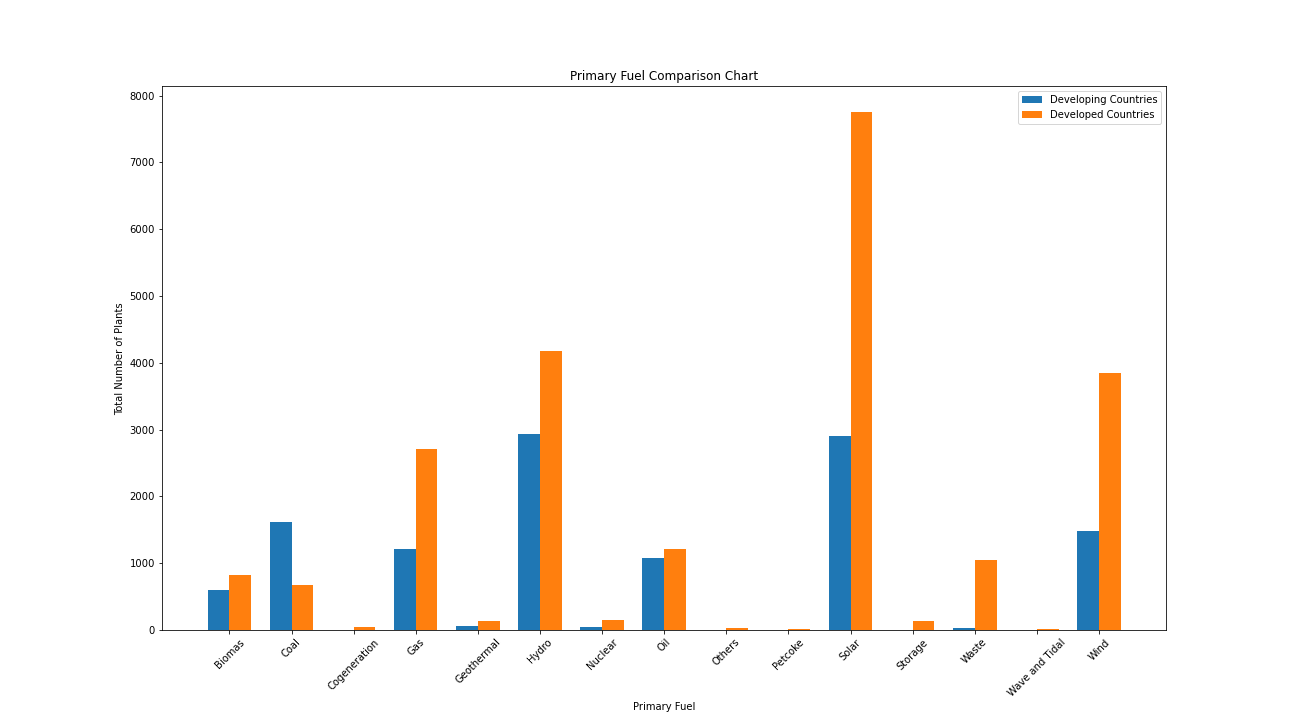 Primary Fuel Comparison Chart
Developing Countries
Developed Countries
8000
7000
6000
5000
4000
3000
2000
1000
0
Total Number of Plants
Biomas
Coal
Cogeneration
Gas
Geothermal
Hydro
Nuclear
Oil
Others
Petcoke
Solar
Storage
Waste
Wave and Tidal
Wind
Primary Fuel